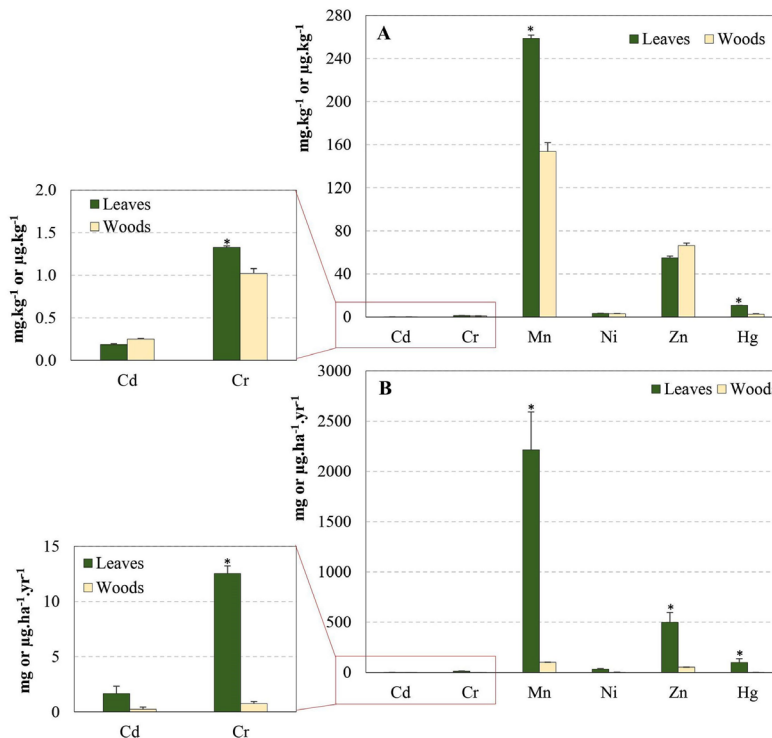 A
Leaves Woods
mg.kg-1 or µg.kg-1
280
240
200
160
120
80
40
0
*
*
Cd Cr Mn Ni Zn Hg
Leaves
Woods
mg.kg-1 or µg.kg-1
2.0
1.5
1.0
0.5
0.0
*
Cd Cr
B
Leaves Woods
mg or µg.ha-1.yr-1
3000
2500
2000
1500
1000
500
0
*
*
*
Cd Cr Mn Ni Zn Hg
Leaves
Woods
mg or µg.ha-1.yr-1
15
10
5
0
*
Cd Cr